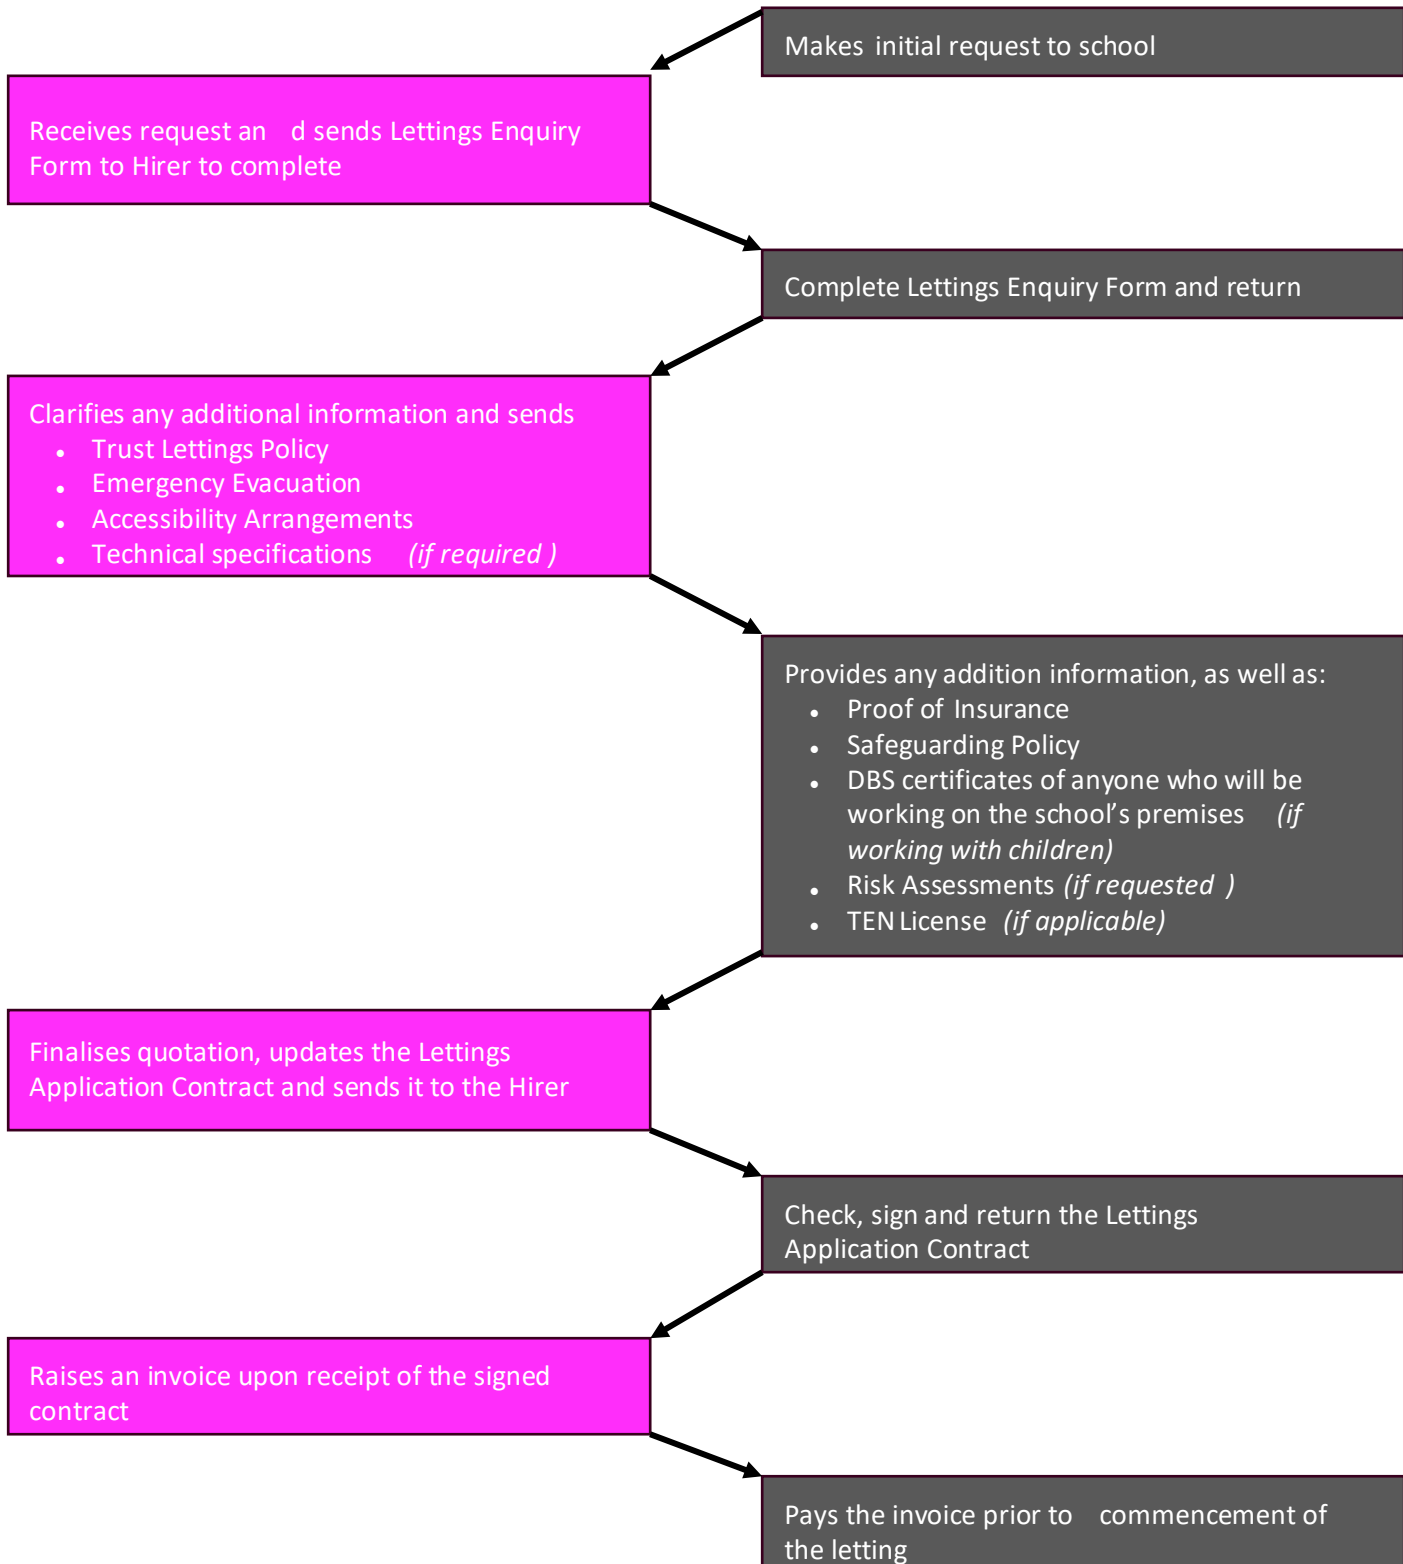 Makes initial request to school
Receives request an d sends Lettings Enquiry
Form to Hirer to complete
Complete Lettings Enquiry Form and return
Clarifies any additional information and sends
• Trust Lettings Policy
• Emergency Evacuation
• Accessibility Arrangements
• Technical specifications (if required )
Provides any addition information, as well as:
• Proof of Insurance
• Safeguarding Policy
• DBS certificates of anyone who will be
working on the school’s premises (if
working with children)
• Risk Assessments (if requested )
• TEN License (if applicable)
Finalises quotation, updates the Lettings
Application Contract and sends it to the Hirer
Check, sign and return the Lettings
Application Contract
Raises an invoice upon receipt of the signed
contract
Pays the invoice prior to commencement of
the letting